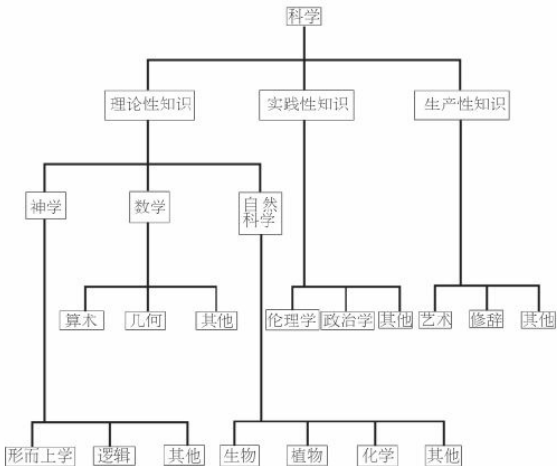 科学
理论性知识
实践性知识
生产性知识
神学
数学
自然
科学
算术
几何
其他
伦理学
政治学
其他
艺术
修辞
其他
形而上学
逻辑
其他
生物
植物
化学
其他